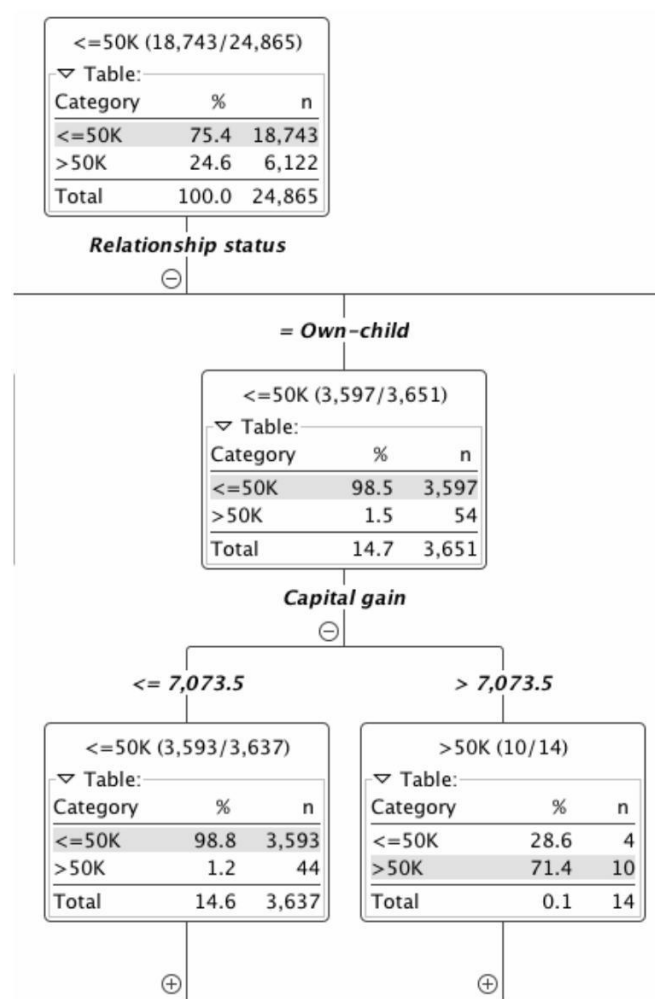 <=50K (18,743/24,865)
Table:
Category % n
<=50K 75.4 18,743
>50K 24.6 6,122
Total 100.0 24,865
Relationship status
= Own-child
<=50K (3,597/3,651)
Table:
Category % n
<=50K 98.5 3,597
>50K 1.5 54
Total 14.7 3,651
Capital gain
<= 7,073.5
<=50K (3,593/3,637)
Table:
Category % n
<=50K 98.8 3,593
>50K 1.2 44
Total 14.6 3,637
> 7,073.5
>50K (10/14)
Table:
Category % n
<=50K 28.6 4
>50K 71.4 10
Total 0.1 14